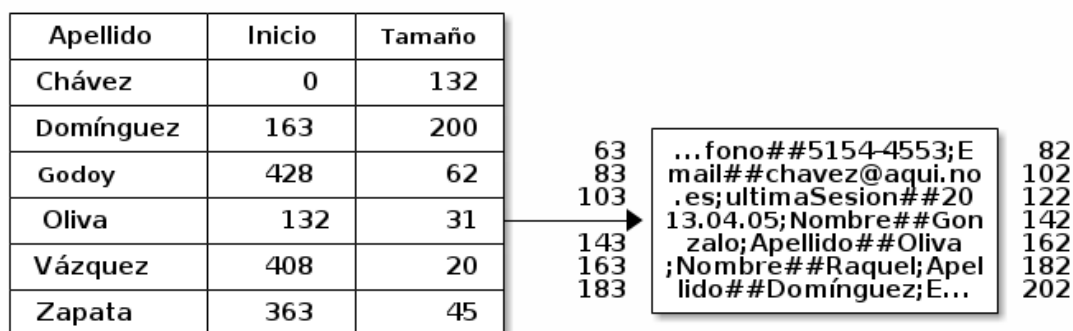 Apellido Inicio Tamaño
Chávez 0 132
Domínguez 163 200
Godoy 428 62
Oliva 132 31
Vázquez 408 20
Zapata 363 45
63 ...fono##5154-4553;E 82
83 mail##chavez@aqui.no 102
103 .es;ultimaSesion##20 122
13.04.05;Nombre##Gon 142
143 zalo;Apellido##Oliva 162
163 ;Nombre##Raquel;Apel 182
183 lido##Domínguez;E... 202